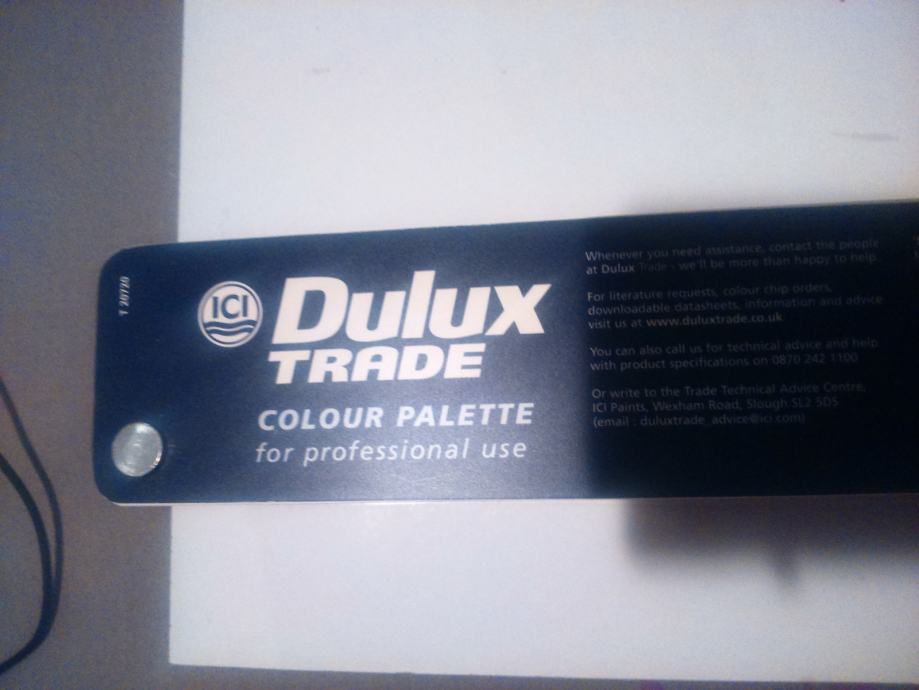 T 20720
ICI
Dulux
TRADE
COLOUR PALETTE
for professional use
Whenever you need assistance, contact the people
at Dulux Trade - we'll be more than happy to help.
For literature requests, colour chip orders,
downloadable datasheets, information and advice
visit us at www.duluxtrade.co.uk
You can also call us for technical advice and help
with product specifications on 0870 242 1100
Or write to the Trade Technical Advice Centre,
ICI Paints, Wexham Road, Slough SL2 5DS
(email : duluxtrade_advice@ici.com)